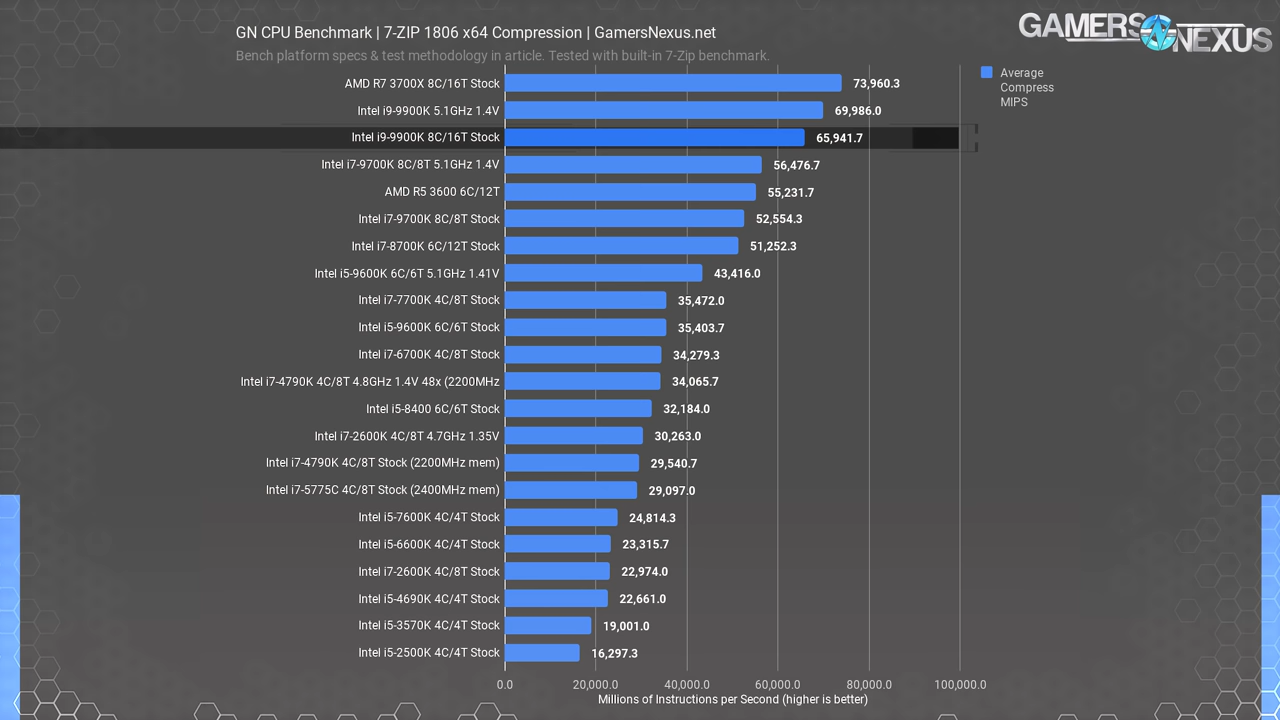 GN CPU Benchmark | 7-ZIP 1806 x64 Compression | GamersNexus.net
Bench platform specs & test methodology in article. Tested with built-in 7-Zip benchmark.
GAMERS NEXUS
Average
Compress
MIPS
AMD R7 3700X 8C/16T Stock 73,960.3
Intel i9-9900K 5.1GHz 1.4V 69,986.0
Intel i9-9900K 8C/16T Stock 65,941.7
Intel i7-9700K 8C/8T 5.1GHz 1.4V 56,476.7
AMD R5 3600 6C/12T 55,231.7
Intel i7-9700K 8C/8T Stock 52,554.3
Intel i7-8700K 6C/12T Stock 51,252.3
Intel i5-9600K 6C/6T 5.1GHz 1.41V 43,416.0
Intel i7-7700K 4C/8T Stock 35,472.0
Intel i5-9600K 6C/6T Stock 35,403.7
Intel i7-6700K 4C/8T Stock 34,279.3
Intel i7-4790K 4C/8T 4.8GHz 1.4V 48x (2200MHz 34,065.7
Intel i5-8400 6C/6T Stock 32,184.0
Intel i7-2600K 4C/8T 4.7GHz 1.35V 30,263.0
Intel i7-4790K 4C/8T Stock (2200MHz mem) 29,540.7
Intel i7-5775C 4C/8T Stock (2400MHz mem) 29,097.0
Intel i5-7600K 4C/4T Stock 24,814.3
Intel i5-6600K 4C/4T Stock 23,315.7
Intel i7-2600K 4C/8T Stock 22,974.0
Intel i5-4690K 4C/4T Stock 22,661.0
Intel i5-3570K 4C/4T Stock 19,001.0
Intel i5-2500K 4C/4T Stock 16,297.3
0.0 20,000.0 40,000.0 60,000.0 80,000.0 100,000.0
Millions of Instructions per Second (higher is better)